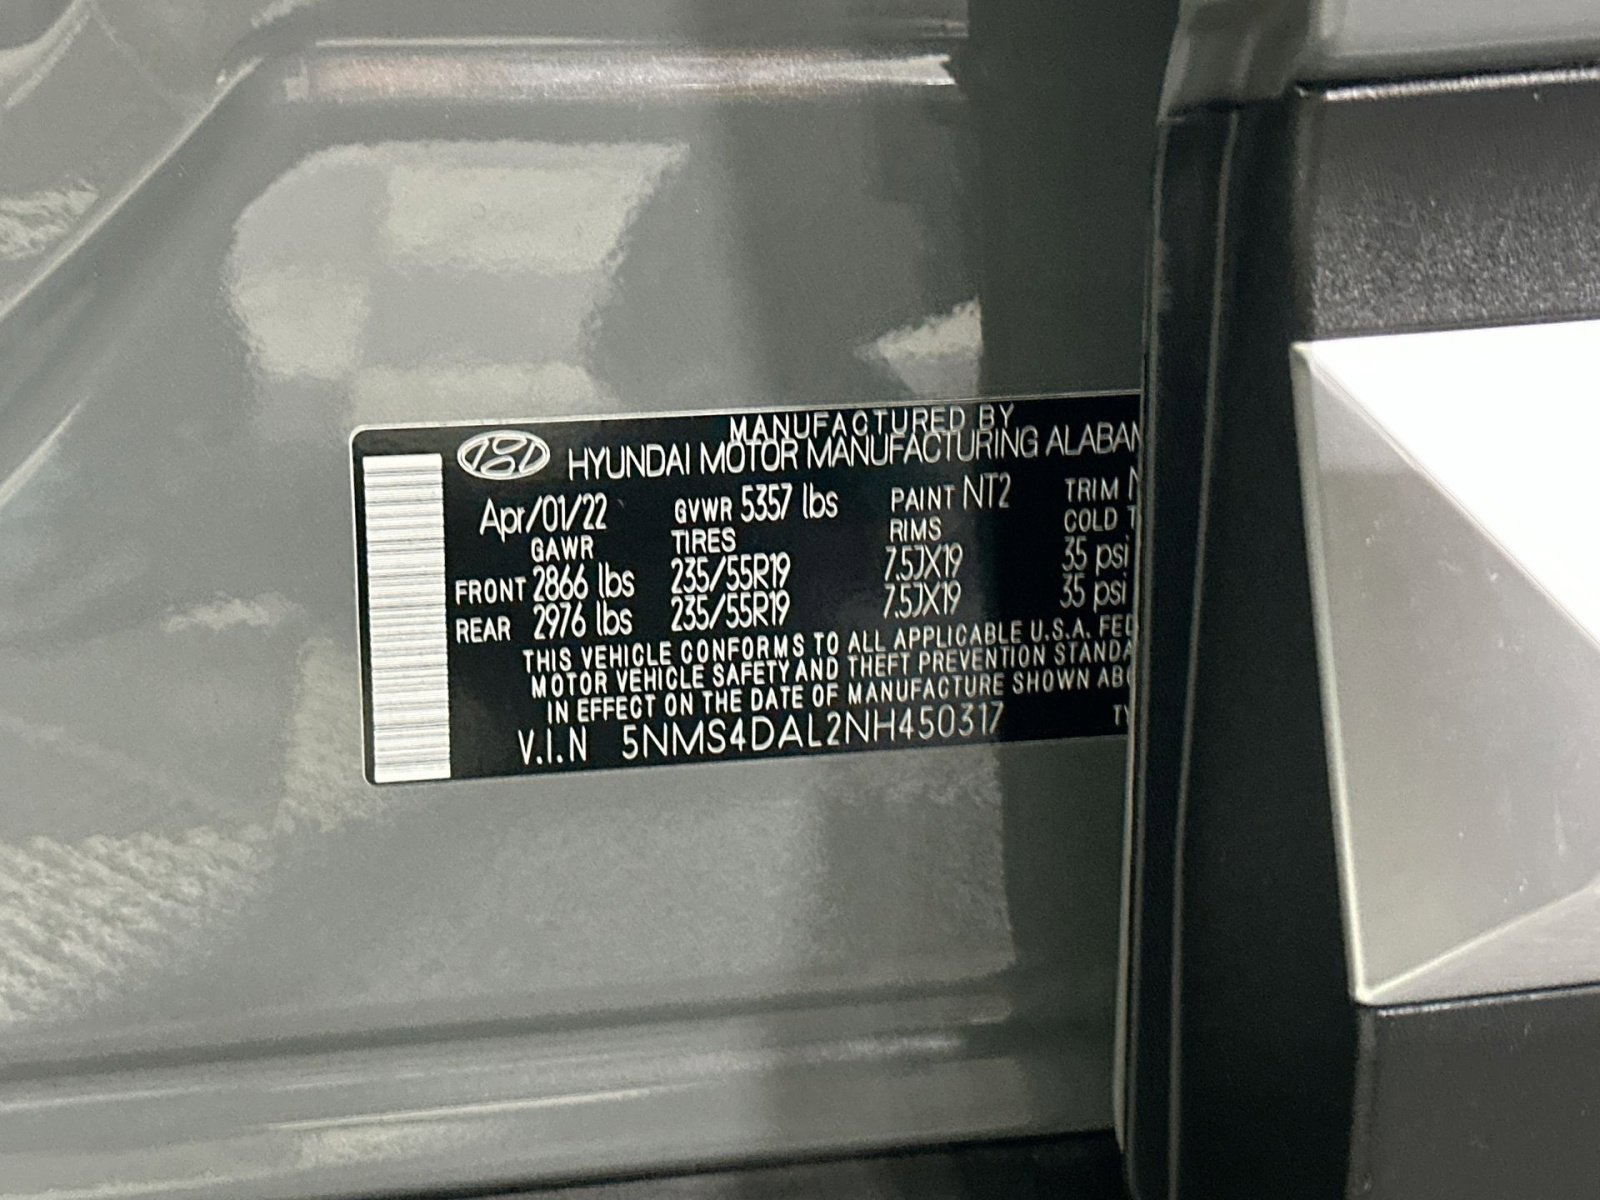 MANUFACTURED BY
HYUNDAI MOTOR MANUFACTURING ALABAM
Apr/01/22 GVWR 5357 lbs PAINT NT2 TRIM N
GAWR TIRES RIMS COLD T
FRONT 2866 lbs 235/55R19 7.5JX19 35 psi
REAR 2976 lbs 235/55R19 7.5JX19 35 psi
THIS VEHICLE CONFORMS TO ALL APPLICABLE U.S.A. FED
MOTOR VEHICLE SAFETY AND THEFT PREVENTION STANDA
IN EFFECT ON THE DATE OF MANUFACTURE SHOWN ABO
V.I.N 5NMS4DAL2NH450317 TY